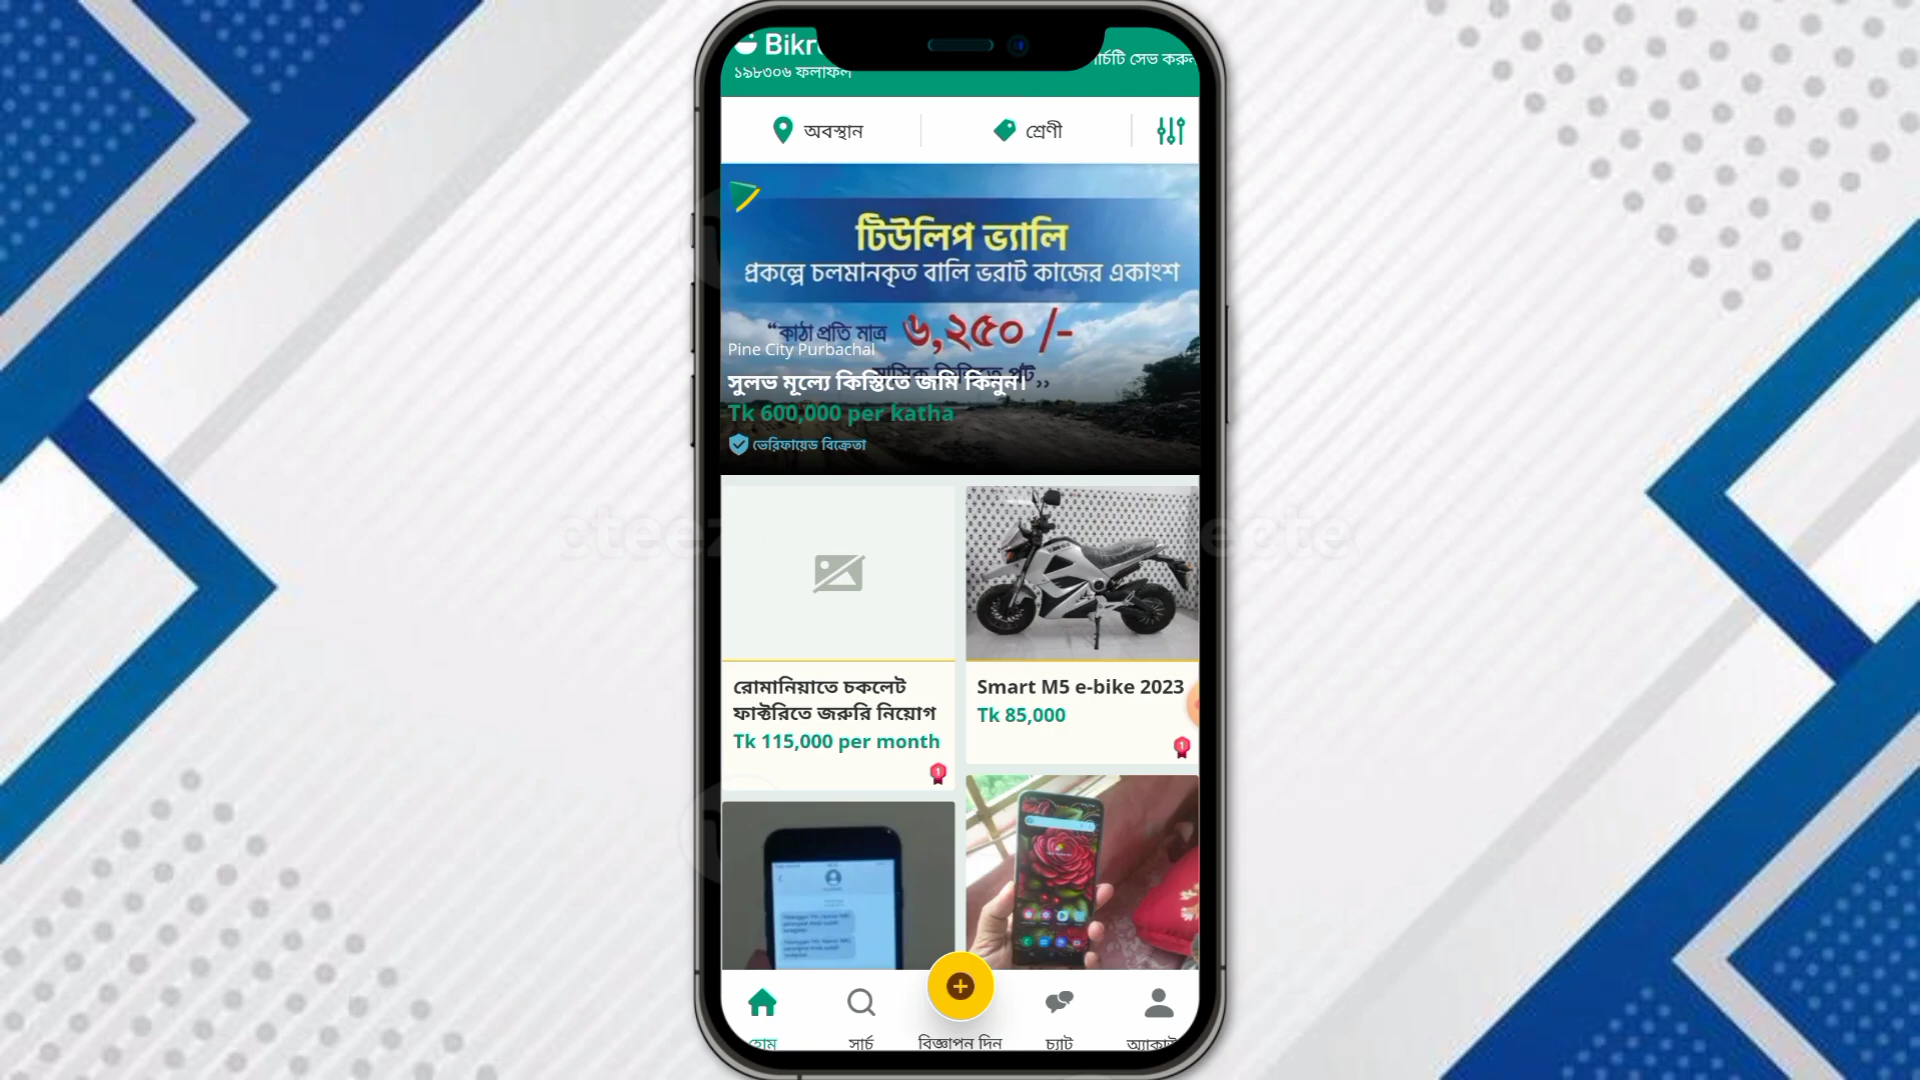 ১৯৮৩০৬ ফলাফল
সেভ করুন
অবস্থান
শ্রেণী
টিউলিপ ভ্যালি
প্রকল্পে চলমানকৃত বালি ভরাট কাজের একাংশ
“কাঠা প্রতি মাত্র ৬,২৫০ /-
Pine City Purbachal
সুলভ মূল্যে কিস্তিতে জমি কিনুন।
Tk 600,000 per katha
ভেরিফায়েড বিক্রেতা
রোমানিয়াতে চকলেট
ফাক্টরিতে জরুরি নিয়োগ
Tk 115,000 per month
Smart M5 e-bike 2023
Tk 85,000
হোম
সার্চ
বিজ্ঞাপন দিন
চ্যাট